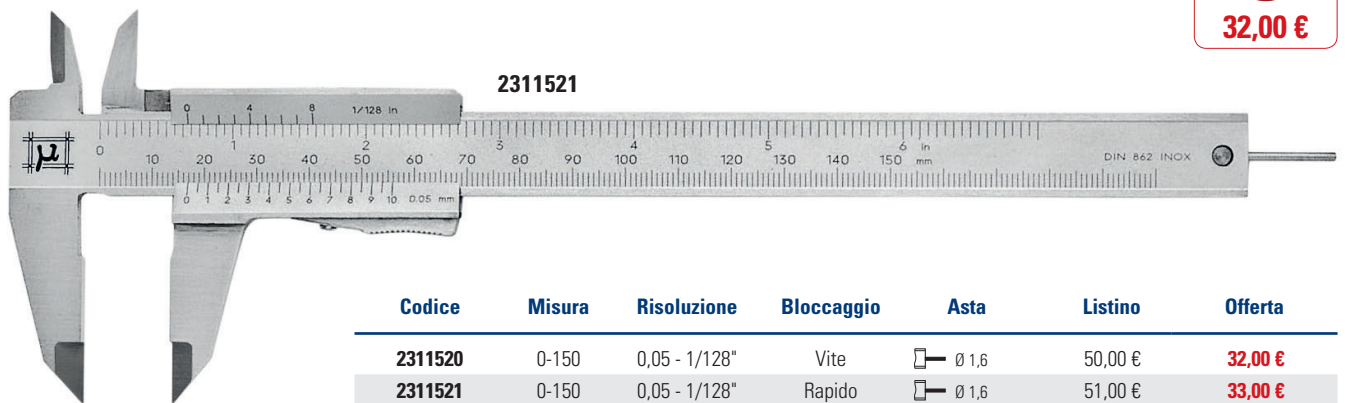 32,00 €
2311521
0 4 8 1/128 in
1 2 3 4 5 6 in
μ
0 10 20 30 40 50 60 70 80 90 100 110 120 130 140 150 mm
DIN 862 INOX
0 1 2 3 4 5 6 7 8 9 10 0.05 mm
Codice Misura Risoluzione Bloccaggio Asta Listino Offerta
2311520 0-150 0,05 - 1/128" Vite Ø 1,6 50,00 € 32,00 €
2311521 0-150 0,05 - 1/128" Rapido Ø 1,6 51,00 € 33,00 €